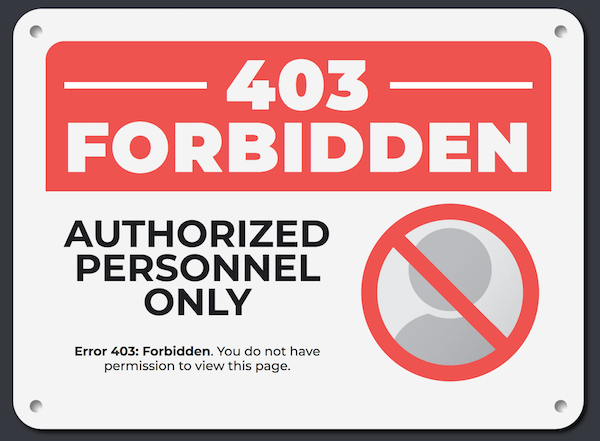 403
FORBIDDEN
AUTHORIZED
PERSONNEL
ONLY
Error 403: Forbidden. You do not have
permission to view this page.